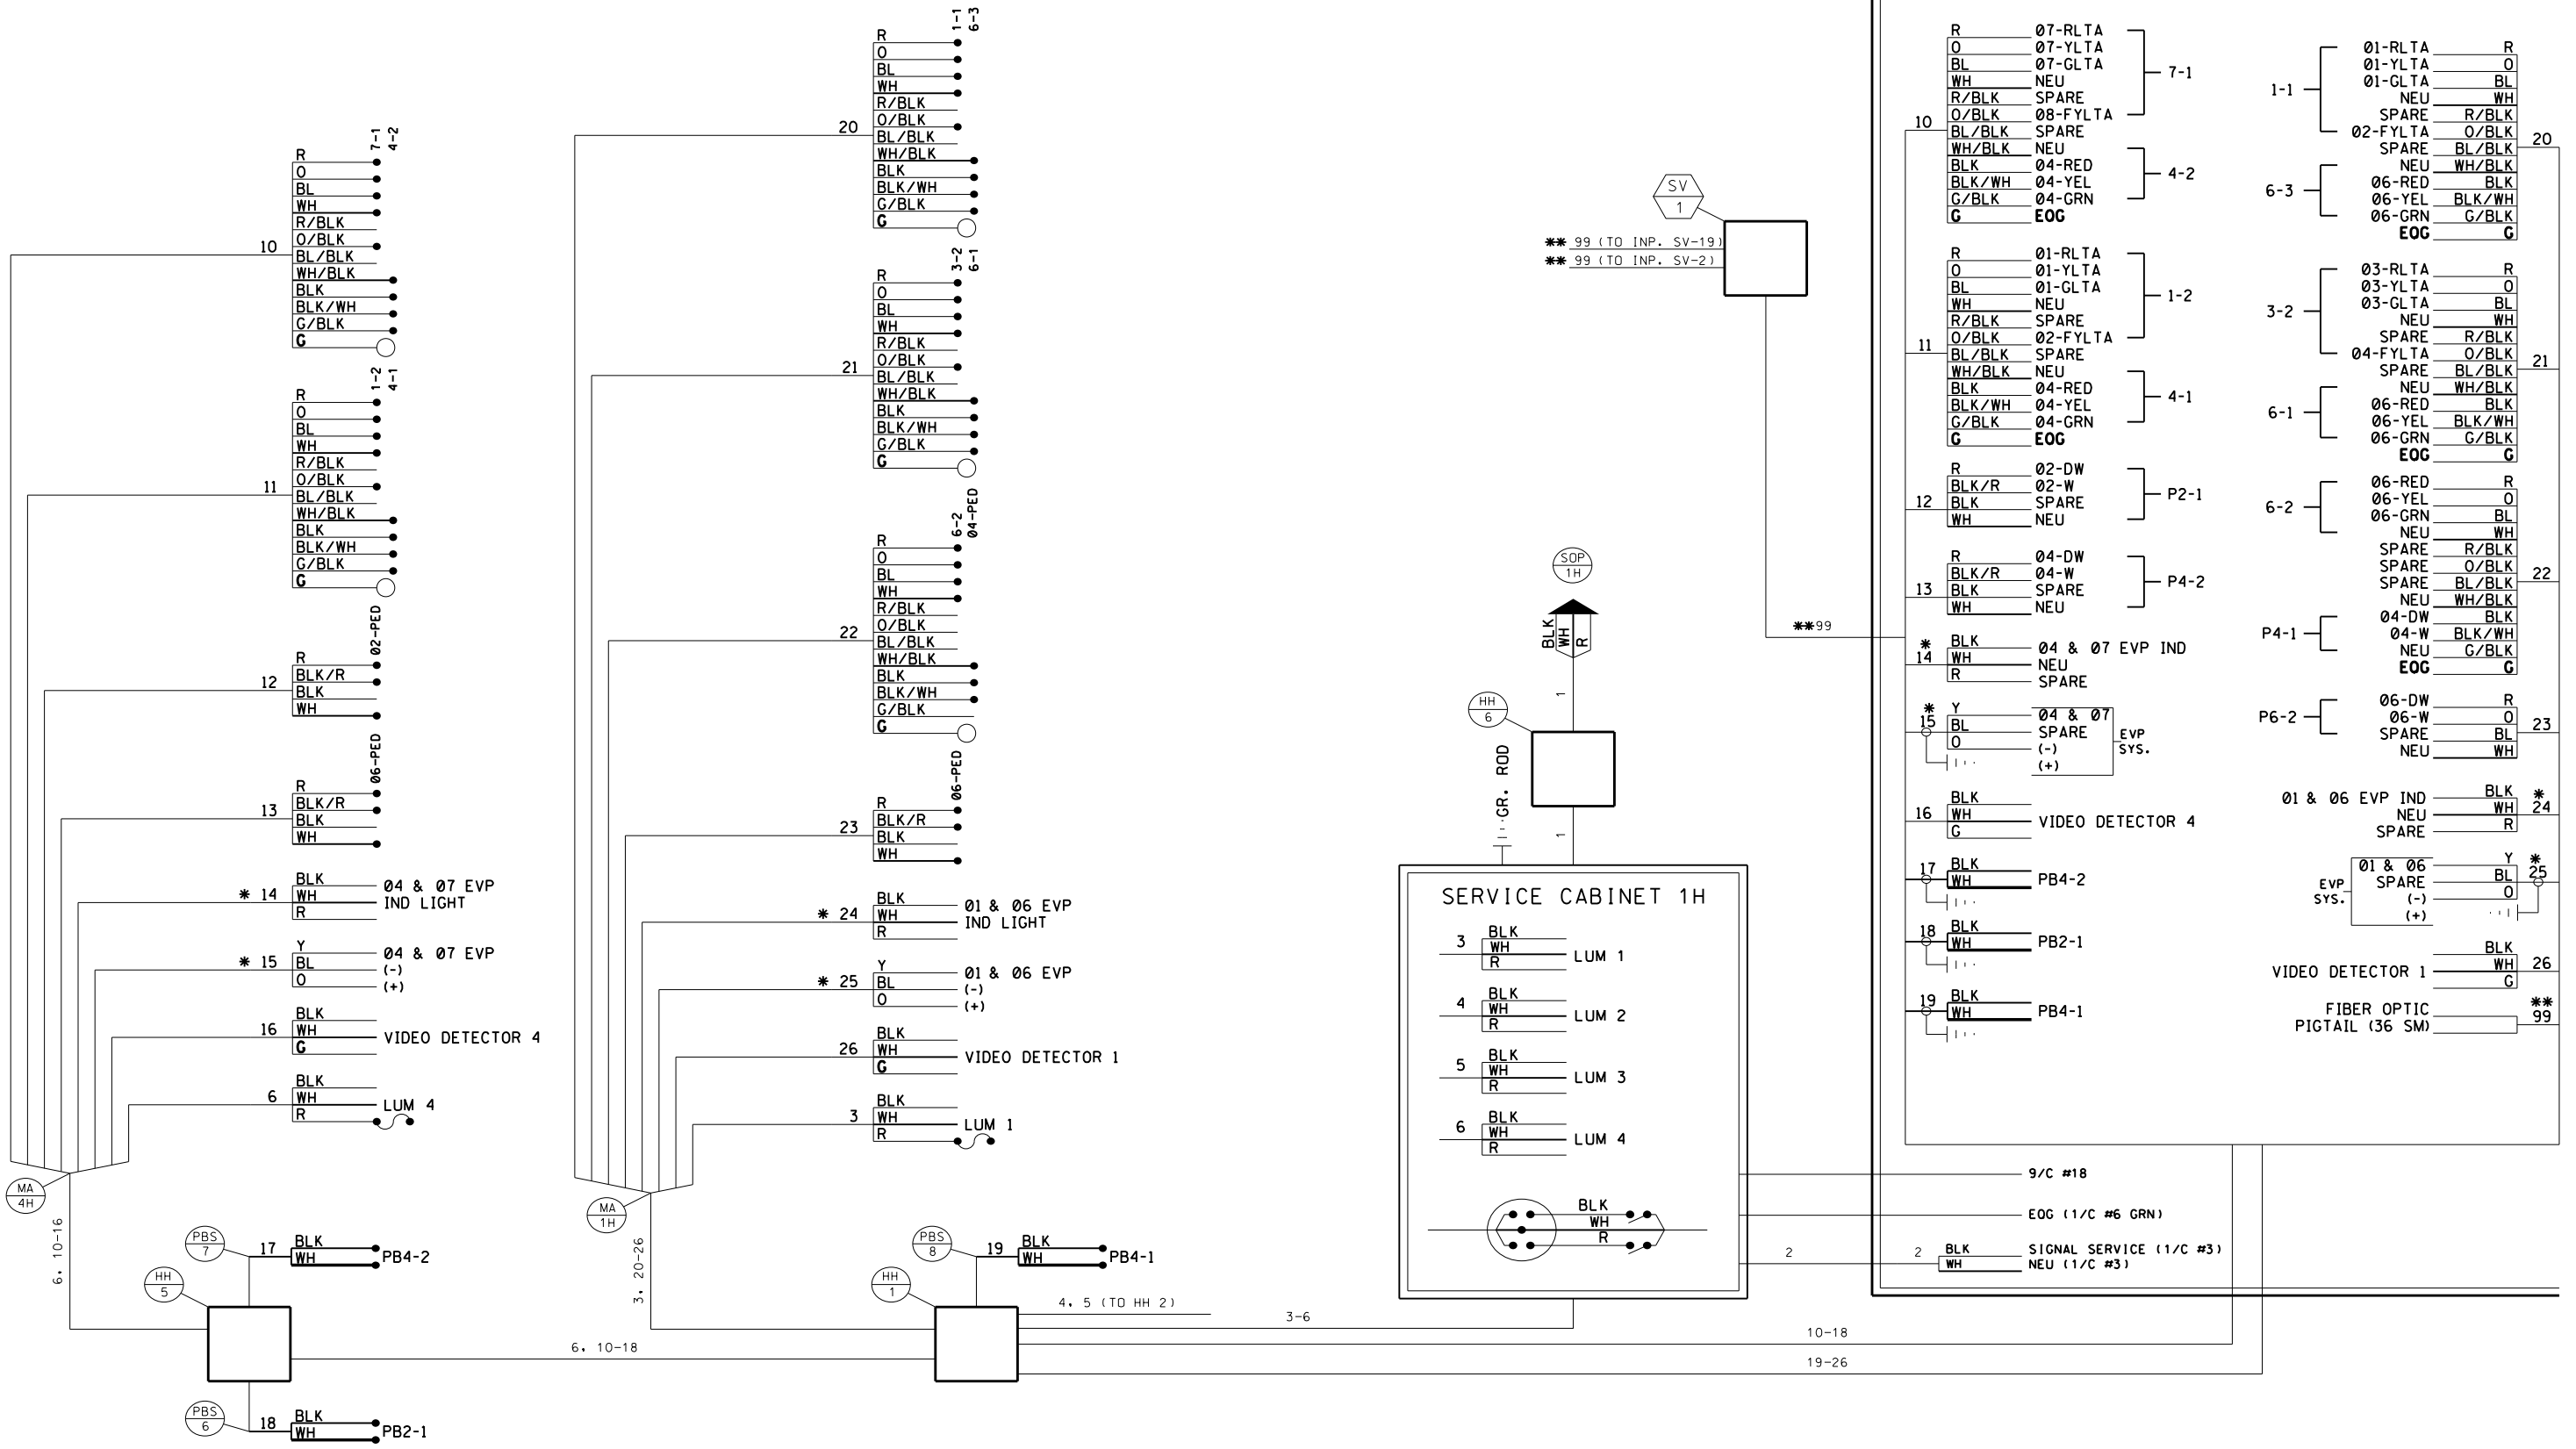 7-1
4-2
10
R
O
BL
WH
R/BLK
O/BLK
BL/BLK
WH/BLK
BLK
BLK/WH
G/BLK
G
1-2
4-1
11
R
O
BL
WH
R/BLK
O/BLK
BL/BLK
WH/BLK
BLK
BLK/WH
G/BLK
G
02-PED
12
R
BLK/R
BLK
WH
06-PED
13
R
BLK/R
BLK
WH
* 14
BLK
WH
R
04 & 07 EVP
IND LIGHT
* 15
Y
BL
O
04 & 07 EVP
(-)
(+)
16
BLK
WH
G
VIDEO DETECTOR 4
6
BLK
WH
R
LUM 4
MA
4H
6, 10-16
PBS
7
17
BLK
WH
PB4-2
HH
5
PBS
6
18
BLK
WH
PB2-1
6, 10-18
1-1
6-3
20
R
O
BL
WH
R/BLK
O/BLK
BL/BLK
WH/BLK
BLK
BLK/WH
G/BLK
G
3-2
6-1
21
R
O
BL
WH
R/BLK
O/BLK
BL/BLK
WH/BLK
BLK
BLK/WH
G/BLK
G
6-2
04-PED
22
R
O
BL
WH
R/BLK
O/BLK
BL/BLK
WH/BLK
BLK
BLK/WH
G/BLK
G
06-PED
23
R
BLK/R
BLK
WH
* 24
BLK
WH
R
01 & 06 EVP
IND LIGHT
* 25
Y
BL
O
01 & 06 EVP
(-)
(+)
26
BLK
WH
G
VIDEO DETECTOR 1
3
BLK
WH
R
LUM 1
MA
1H
3, 20-26
PBS
8
19
BLK
WH
PB4-1
HH
1
4, 5 (TO HH 2)
3-6
10-18
19-26
SV
1
** 99 (TO INP. SV-19)
** 99 (TO INP. SV-2)
**99
SOP
1H
BLK
WH
R
1
HH
6
GR. ROD
1
SERVICE CABINET 1H
3
BLK
WH
R
LUM 1
4
BLK
WH
R
LUM 2
5
BLK
WH
R
LUM 3
6
BLK
WH
R
LUM 4
BLK
WH
R
9/C #18
EOG (1/C #6 GRN)
2
2
BLK
WH
SIGNAL SERVICE (1/C #3)
NEU (1/C #3)
10
R 07-RLTA
O 07-YLTA
BL 07-GLTA
WH NEU
R/BLK SPARE
O/BLK 08-FYLTA
BL/BLK SPARE
WH/BLK NEU
BLK 04-RED
BLK/WH 04-YEL
G/BLK 04-GRN
G EOG
7-1
4-2
11
R 01-RLTA
O 01-YLTA
BL 01-GLTA
WH NEU
R/BLK SPARE
O/BLK 02-FYLTA
BL/BLK SPARE
WH/BLK NEU
BLK 04-RED
BLK/WH 04-YEL
G/BLK 04-GRN
G EOG
1-2
4-1
12
R 02-DW
BLK/R 02-W
BLK SPARE
WH NEU
P2-1
13
R 04-DW
BLK/R 04-W
BLK SPARE
WH NEU
P4-2
*
14
BLK
WH
R
04 & 07 EVP IND
NEU
SPARE
*
15
Y
BL
O
04 & 07
SPARE
(-)
(+)
EVP
SYS.
16
BLK
WH
G
VIDEO DETECTOR 4
17
BLK
WH
PB4-2
18
BLK
WH
PB2-1
19
BLK
WH
PB4-1
1-1
6-3
01-RLTA R
01-YLTA O
01-GLTA BL
NEU WH
SPARE R/BLK
02-FYLTA O/BLK
SPARE BL/BLK
NEU WH/BLK
06-RED BLK
06-YEL BLK/WH
06-GRN G/BLK
EOG G
20
3-2
6-1
03-RLTA R
03-YLTA O
03-GLTA BL
NEU WH
SPARE R/BLK
04-FYLTA O/BLK
SPARE BL/BLK
NEU WH/BLK
06-RED BLK
06-YEL BLK/WH
06-GRN G/BLK
EOG G
21
6-2
P4-1
06-RED R
06-YEL O
06-GRN BL
NEU WH
SPARE R/BLK
SPARE O/BLK
SPARE BL/BLK
NEU WH/BLK
04-DW BLK
04-W BLK/WH
NEU G/BLK
EOG G
22
P6-2
06-DW R
06-W O
SPARE BL
NEU WH
23
01 & 06 EVP IND BLK
NEU WH
SPARE R
*
24
EVP
SYS.
01 & 06 Y
SPARE BL
(-) O
(+)
*
25
VIDEO DETECTOR 1
BLK
WH
G
26
FIBER OPTIC
PIGTAIL (36 SM)
**
99